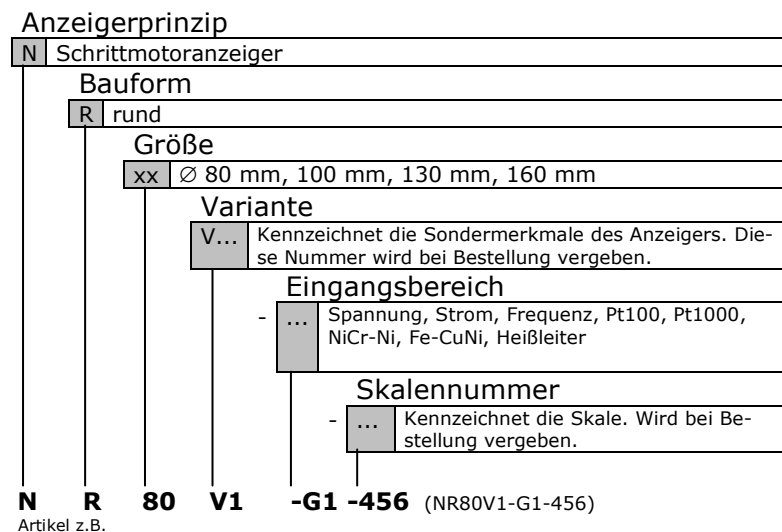 Anzeigerprinzip
N Schrittmotoranzeiger
Bauform
R rund
Größe
xx ∅ 80 mm, 100 mm, 130 mm, 160 mm
Variante
V... Kennzeichnet die Sondermerkmale des Anzeigers. Die-
se Nummer wird bei Bestellung vergeben.
Eingangsbereich
- ... Spannung, Strom, Frequenz, Pt100, Pt1000,
NiCr-Ni, Fe-CuNi, Heißleiter
Skalennummer
- ... Kennzeichnet die Skale. Wird bei Be-
stellung vergeben.
N R 80 V1 -G1 -456 (NR80V1-G1-456)
Artikel z.B.